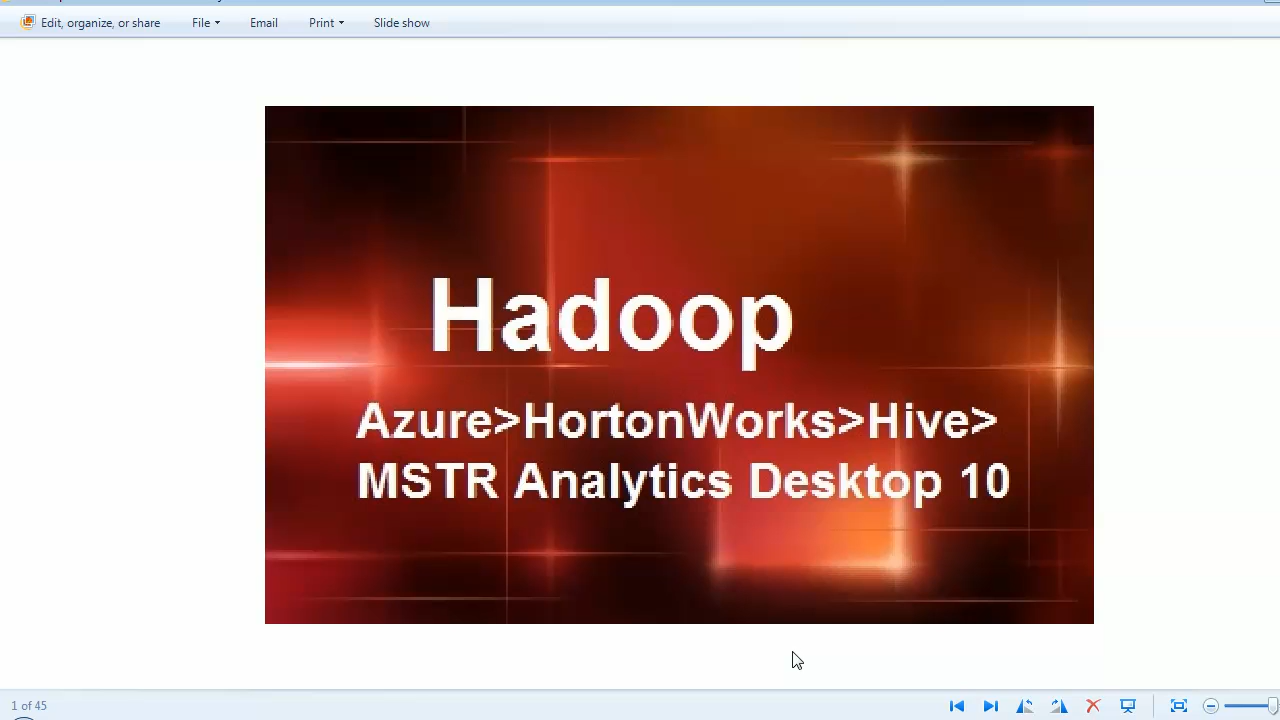 Edit, organize, or share File Email Print Slide show
Hadoop
Azure>HortonWorks>Hive>
MSTR Analytics Desktop 10
1 of 45